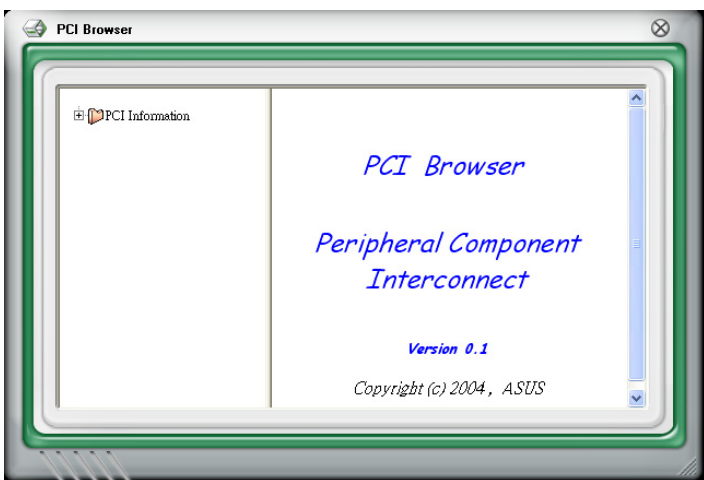 PCI Browser
PCI Information
PCI Browser
Peripheral Component
Interconnect
Version 0.1
Copyright (c) 2004, ASUS